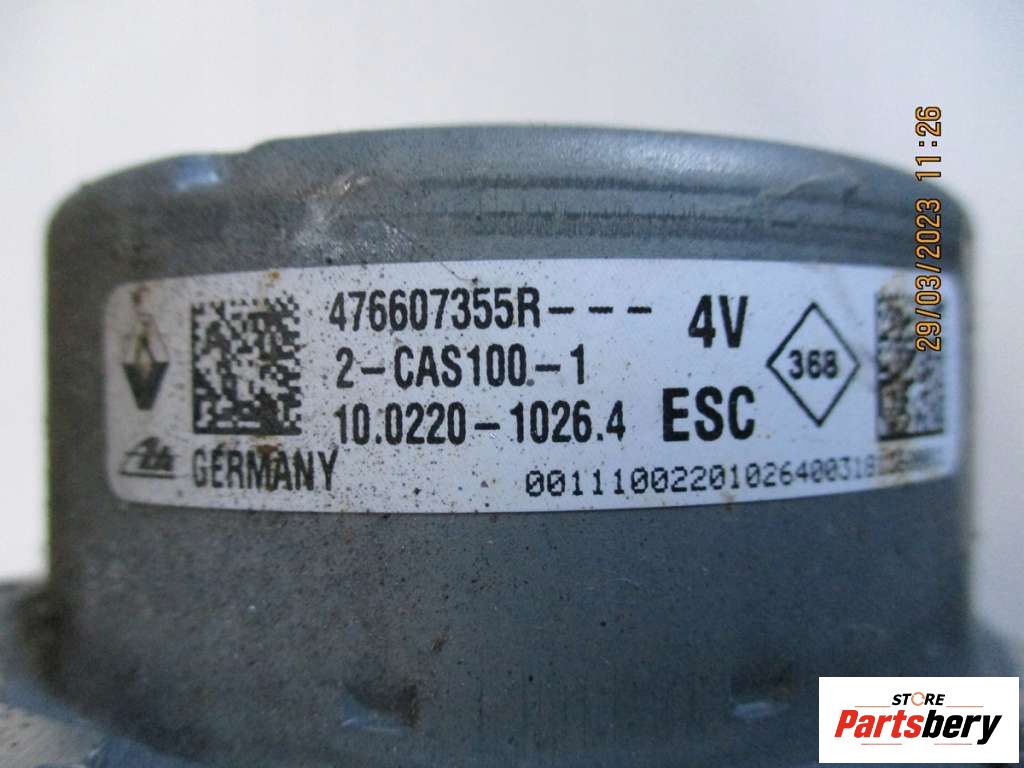 476607355R--- 4V
2-CAS100.-1
368
10.0220-1026.4 ESC
Ate GERMANY
29/03/2023 11:26
STORE
Partsbery